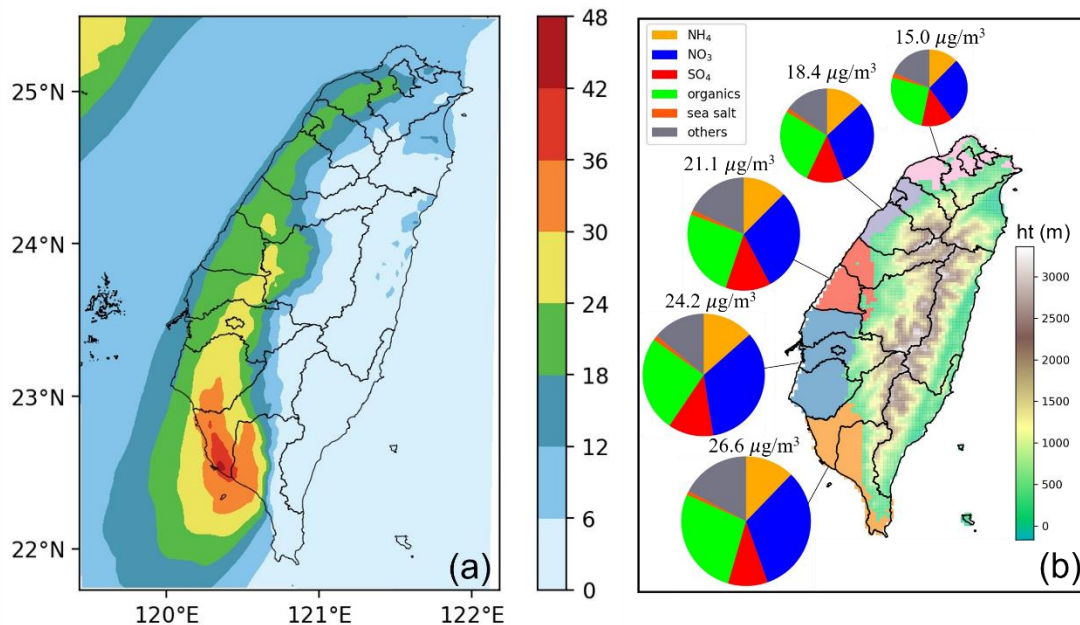 25°N
24°N
23°N
22°N
120°E
121°E
122°E
(a)
48
42
36
30
24
18
12
6
0
NH₄
NO₃
SO₄
organics
sea salt
others
15.0 µg/m³
18.4 µg/m³
21.1 µg/m³
24.2 µg/m³
26.6 µg/m³
ht (m)
3000
2500
2000
1500
1000
500
0
(b)